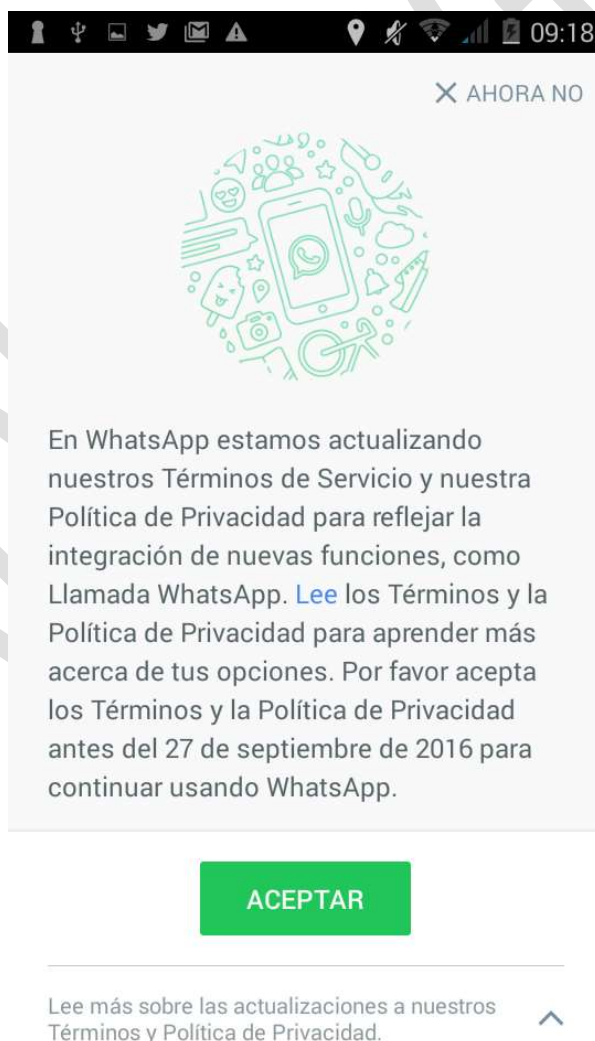 09:18
AHORA NO
En WhatsApp estamos actualizando
nuestros Términos de Servicio y nuestra
Política de Privacidad para reflejar la
integración de nuevas funciones, como
Llamada WhatsApp. Lee los Términos y la
Política de Privacidad para aprender más
acerca de tus opciones. Por favor acepta
los Términos y la Política de Privacidad
antes del 27 de septiembre de 2016 para
continuar usando WhatsApp.
ACEPTAR
Lee más sobre las actualizaciones a nuestros
Términos y Política de Privacidad.